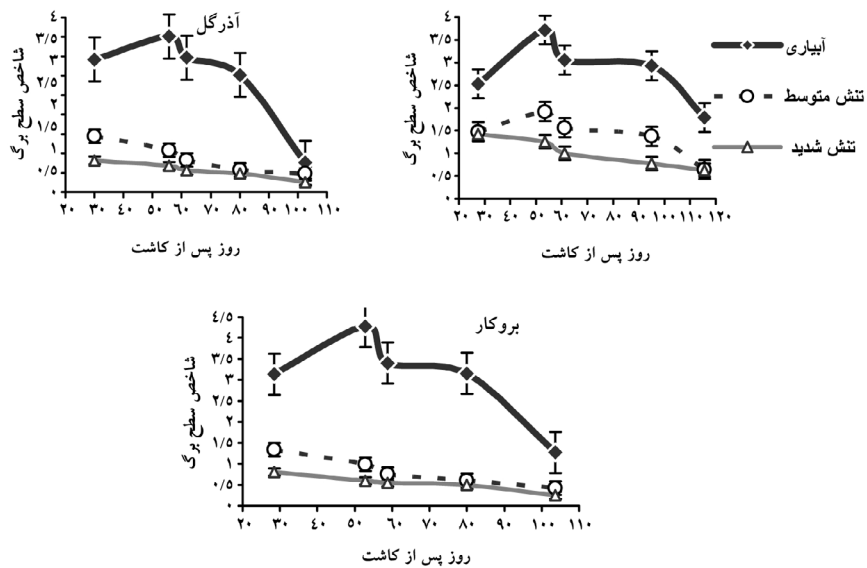 آذرگل
شاخص سطح برگ
۴
۳/۵
۳
۲/۵
۲
۱/۵
۱
۰/۵
۰
۲۰ ۳۰ ۴۰ ۵۰ ۶۰ ۷۰ ۸۰ ۹۰ ۱۰۰ ۱۱۰
روز پس از کاشت
شاخص سطح برگ
۴
۳/۵
۳
۲/۵
۲
۱/۵
۱
۰/۵
۰
۲۰ ۳۰ ۴۰ ۵۰ ۶۰ ۷۰ ۸۰ ۹۰ ۱۰۰ ۱۱۰ ۱۲۰
روز پس از کاشت
آبیاری
تنش متوسط
تنش شدید
بروکار
شاخص سطح برگ
۴/۵
۴
۳/۵
۳
۲/۵
۲
۱/۵
۱
۰/۵
۰
۲۰ ۳۰ ۴۰ ۵۰ ۶۰ ۷۰ ۸۰ ۹۰ ۱۰۰ ۱۱۰
روز پس از کاشت